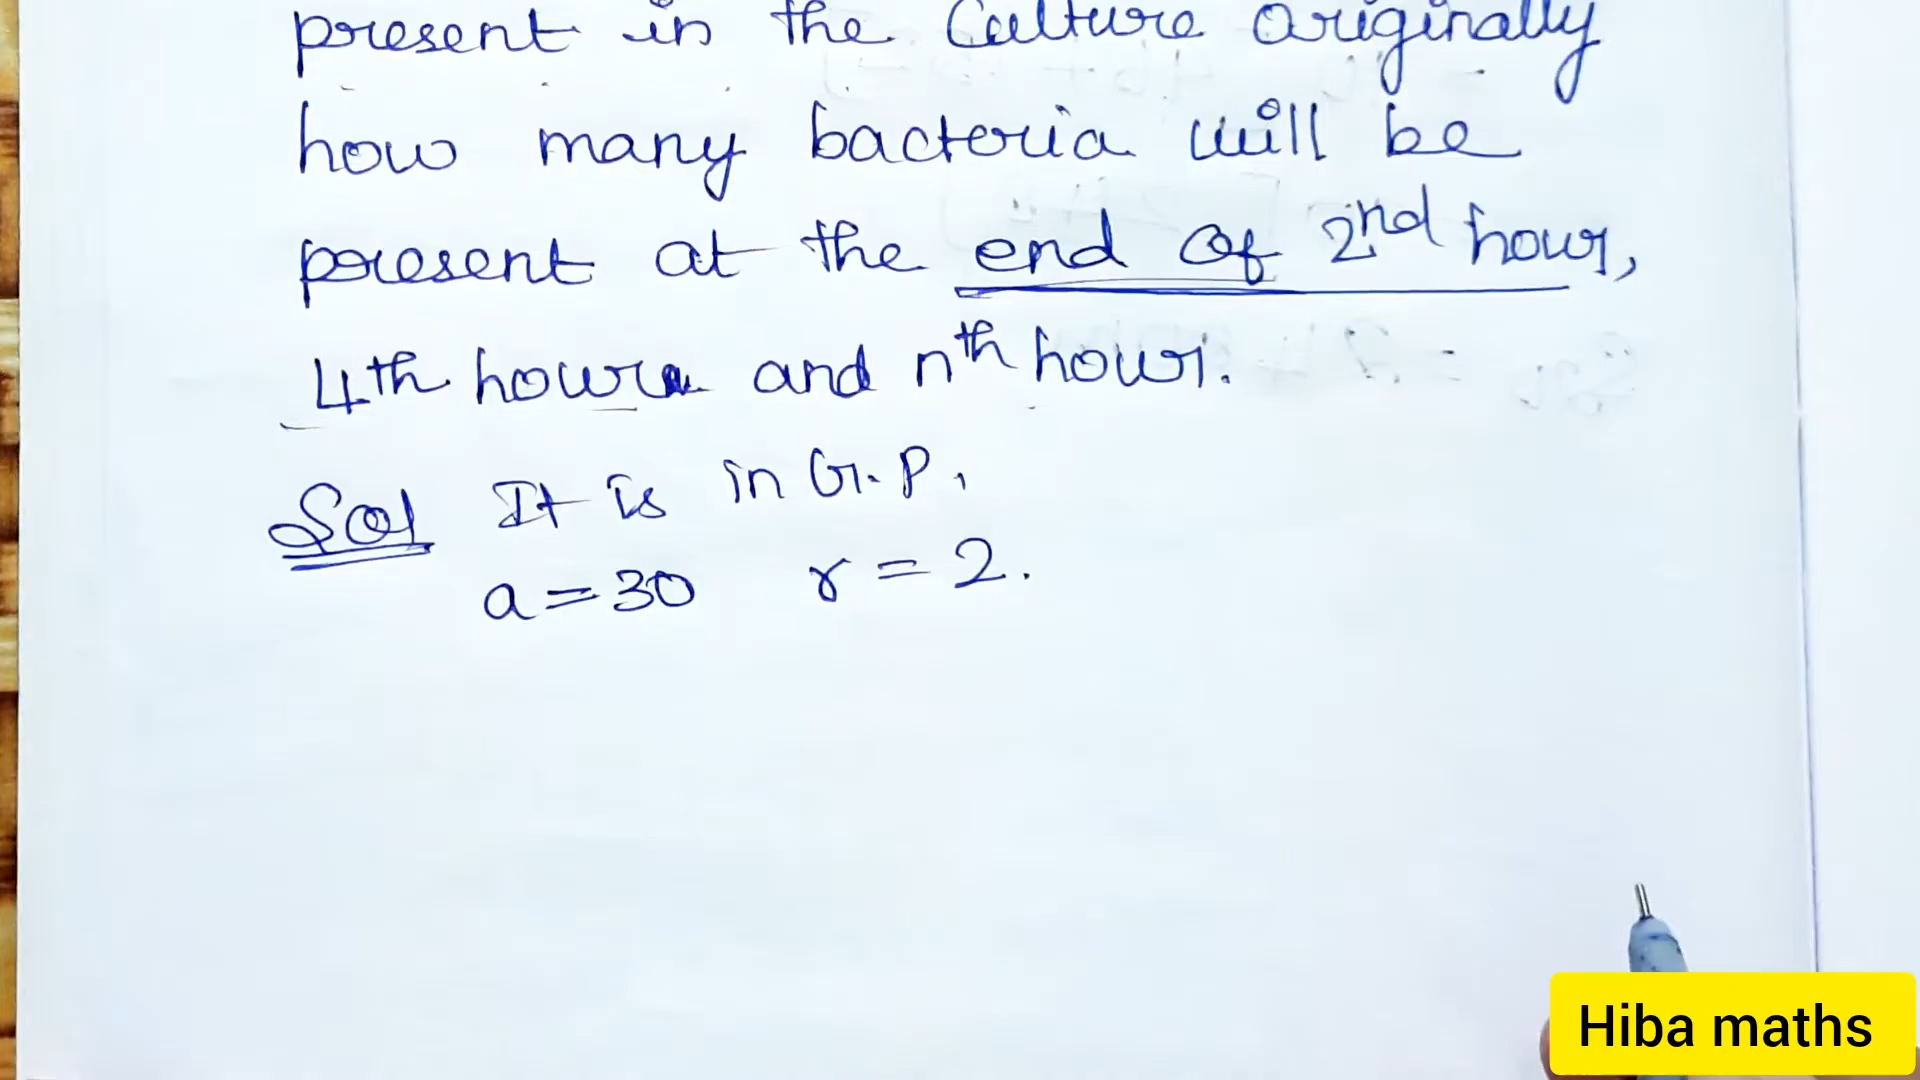 present in the Culture originally
how many bacteria will be
present at the end of 2nd hour,
4th hour and nth hour.
Sol It is in G.P,
a = 30 r = 2.
Hiba maths